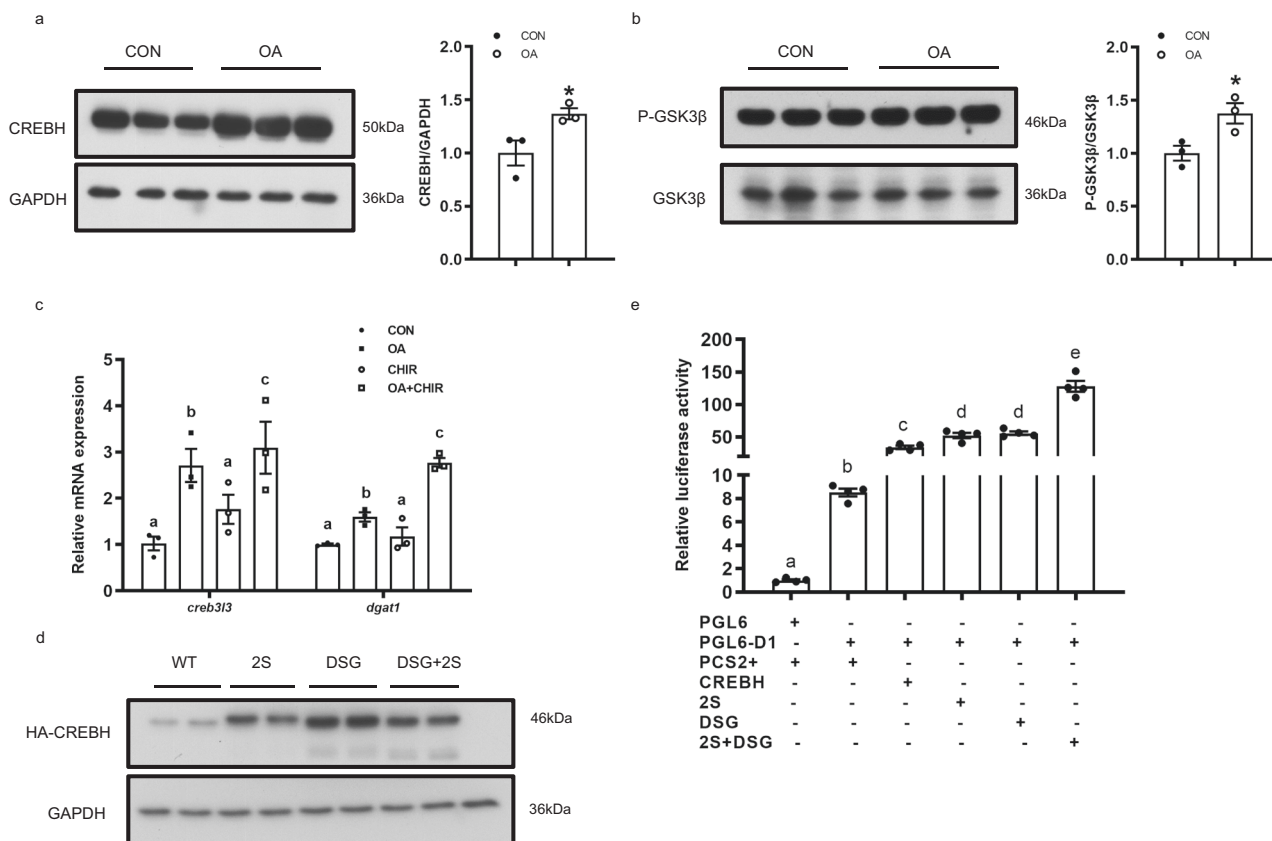 a
CON
OA
CREBH
50kDa
GAPDH
36kDa
CON
OA
CREBH/GAPDH
2.0
1.5
1.0
0.5
0.0
*
b
CON
OA
P-GSK3β
46kDa
GSK3β
36kDa
CON
OA
P-GSK3β/GSK3β
2.0
1.5
1.0
0.5
0.0
*
c
CON
OA
CHIR
OA+CHIR
Relative mRNA expression
5
4
3
2
1
0
a
b
a
c
a
b
a
c
creb3l3
dgat1
d
WT
2S
DSG
DSG+2S
HA-CREBH
46kDa
GAPDH
36kDa
e
Relative luciferase activity
200
150
100
50
10
8
6
4
2
0
a
b
c
d
d
e
PGL6 + - - - - -
PGL6-D1 - + + + + +
PCS2+ + + - - - -
CREBH - - + - - -
2S - - - + - -
DSG - - - - + -
2S+DSG - - - - - +